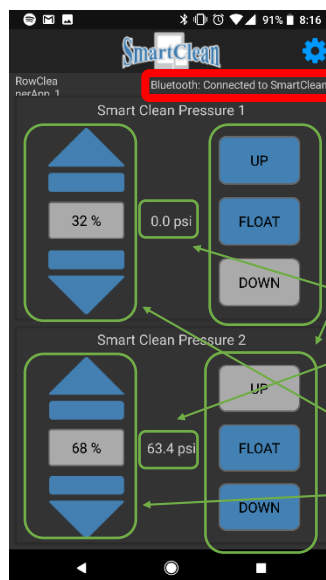 91% 8:16
SmartClean
RowClea
nerApp_1
Bluetooth: Connected to SmartClean
Smart Clean Pressure 1
UP
32 %
0.0 psi
FLOAT
DOWN
Smart Clean Pressure 2
UP
68 %
63.4 psi
FLOAT
DOWN